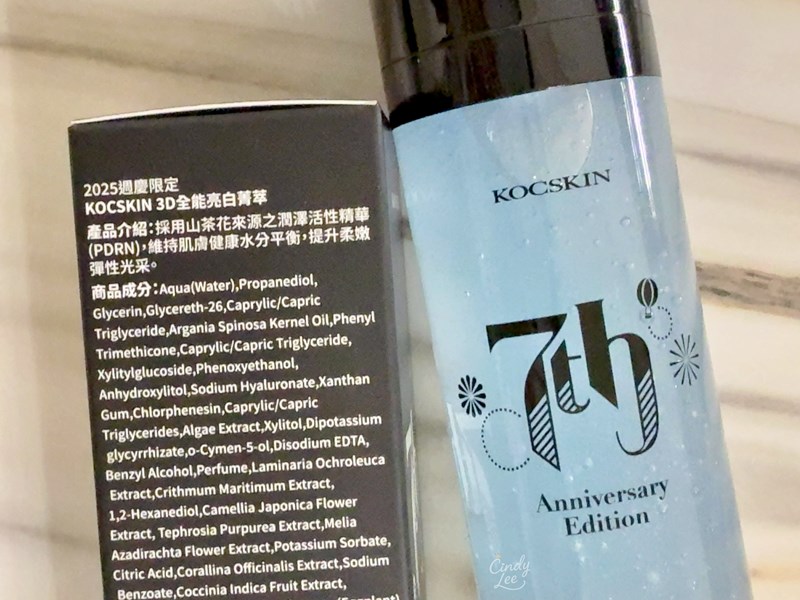 2025週慶限定
KOCSKIN 3D全能亮白菁萃
產品介紹:採用山茶花來源之潤澤活性精華
(PDRN),維持肌膚健康水分平衡,提升柔嫩
彈性光采。
商品成分:Aqua(Water),Propanediol,
Glycerin,Glycereth-26,Caprylic/Capric
Triglyceride,Argania Spinosa Kernel Oil,Phenyl
Trimethicone,Caprylic/Capric Triglyceride,
Xylitylglucoside,Phenoxyethanol,
Anhydroxylitol,Sodium Hyaluronate,Xanthan
Gum,Chlorphenesin,Caprylic/Capric
Triglycerides,Algae Extract,Xylitol,Dipotassium
glycyrrhizate,o-Cymen-5-ol,Disodium EDTA,
Benzyl Alcohol,Perfume,Laminaria Ochroleuca
Extract,Crithmum Maritimum Extract,
1,2-Hexanediol,Camellia Japonica Flower
Extract, Tephrosia Purpurea Extract,Melia
Azadirachta Flower Extract,Potassium Sorbate,
Citric Acid,Corallina Officinalis Extract,Sodium
Benzoate,Coccinia Indica Fruit Extract,
(Eggplant)
KOCSKIN
7th
Anniversary
Edition
Cindy
Lee